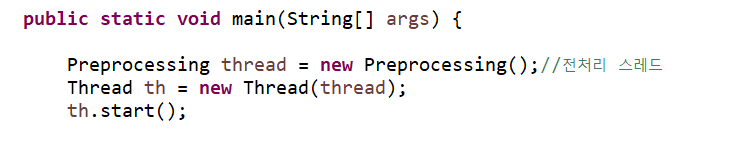 public static void main(String[] args) {
Preprocessing thread = new Preprocessing();//전처리 스레드
Thread th = new Thread(thread);
th.start();